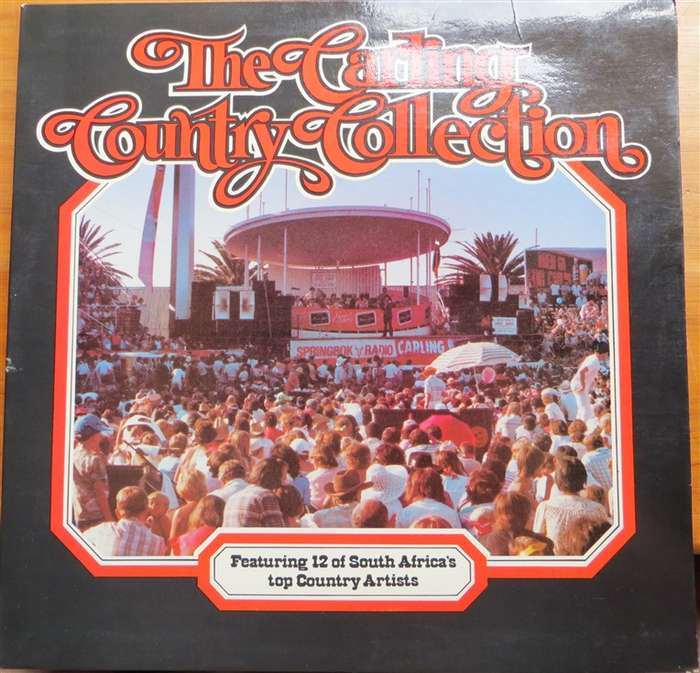 The Carling
Country Collection
SPRINGBOK RADIO CARLING
Featuring 12 of South Africa's
top Country Artists